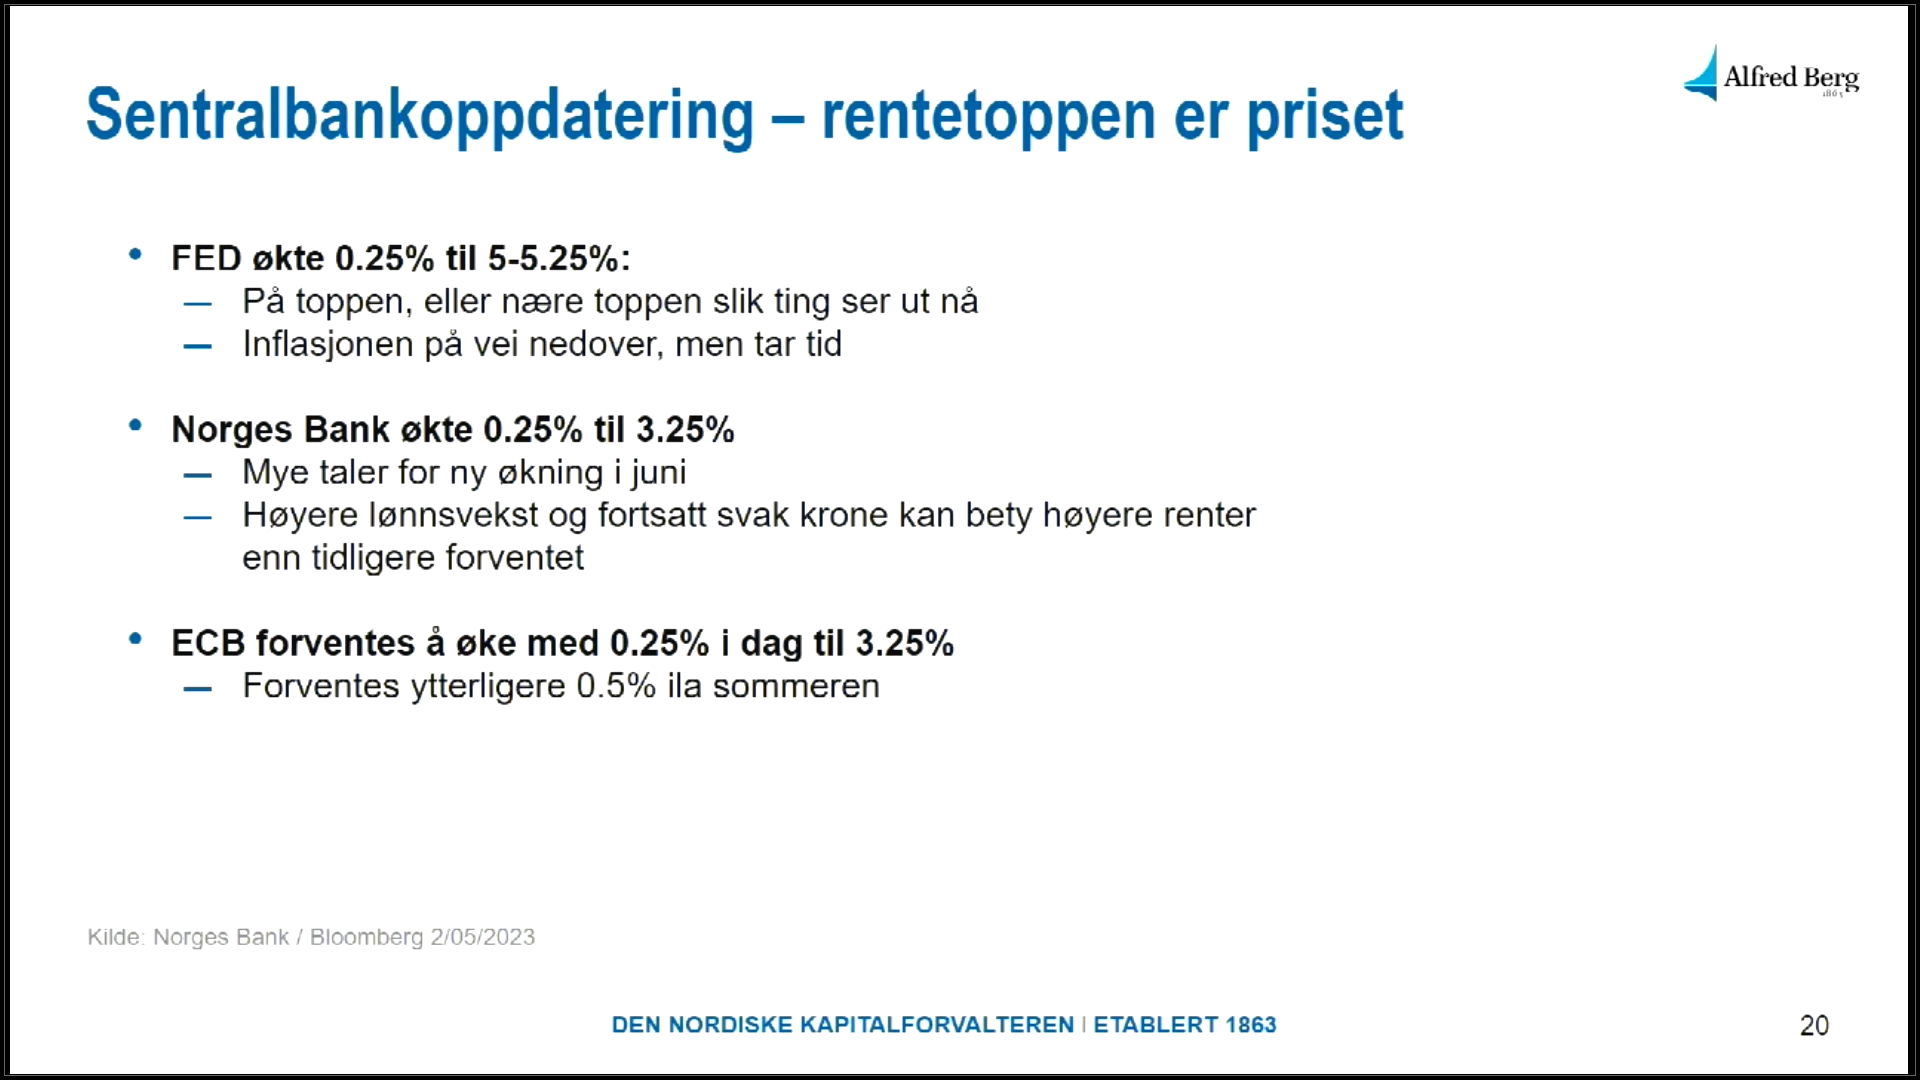 Alfred Berg
1863
Sentralbankoppdatering – rentetoppen er priset
• FED økte 0.25% til 5-5.25%:
— På toppen, eller nære toppen slik ting ser ut nå
— Inflasjonen på vei nedover, men tar tid
• Norges Bank økte 0.25% til 3.25%
— Mye taler for ny økning i juni
— Høyere lønnsvekst og fortsatt svak krone kan bety høyere renter
enn tidligere forventet
• ECB forventes å øke med 0.25% i dag til 3.25%
— Forventes ytterligere 0.5% ila sommeren
Kilde: Norges Bank / Bloomberg 2/05/2023
DEN NORDISKE KAPITALFORVALTEREN | ETABLERT 1863
20